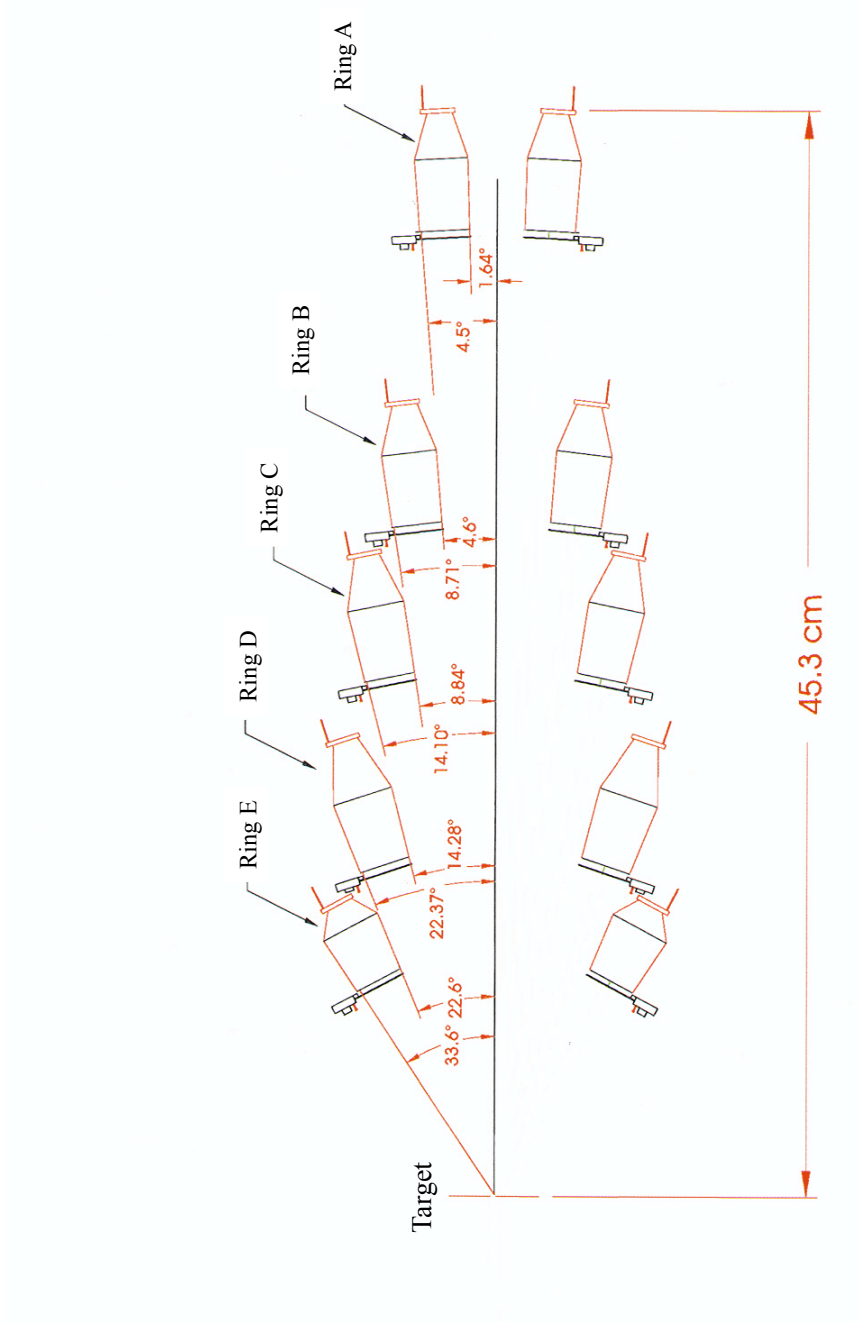 Ring A
Ring B
Ring C
Ring D
Ring E
Target
1.64°
4.5°
4.6°
8.71°
8.84°
14.10°
14.28°
22.37°
22.6°
33.6°
45.3 cm